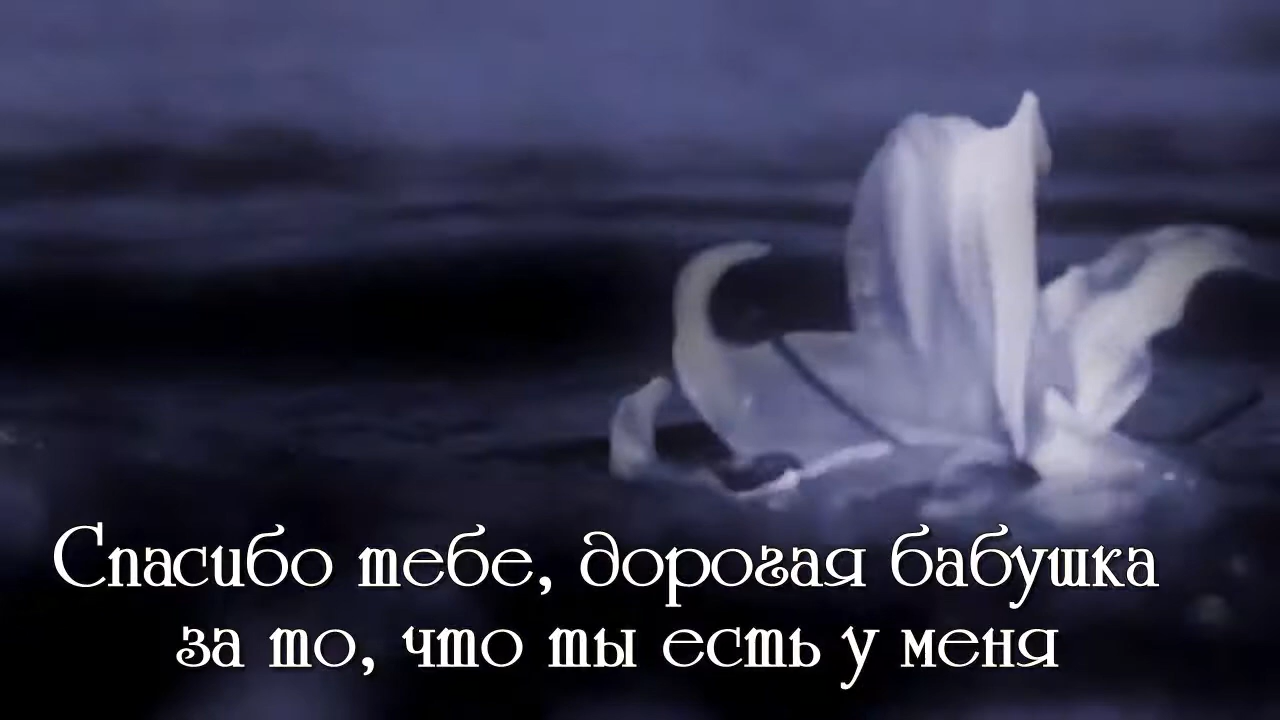 Спасибо тебе, дорогая бабушка
за то, что ты есть у меня